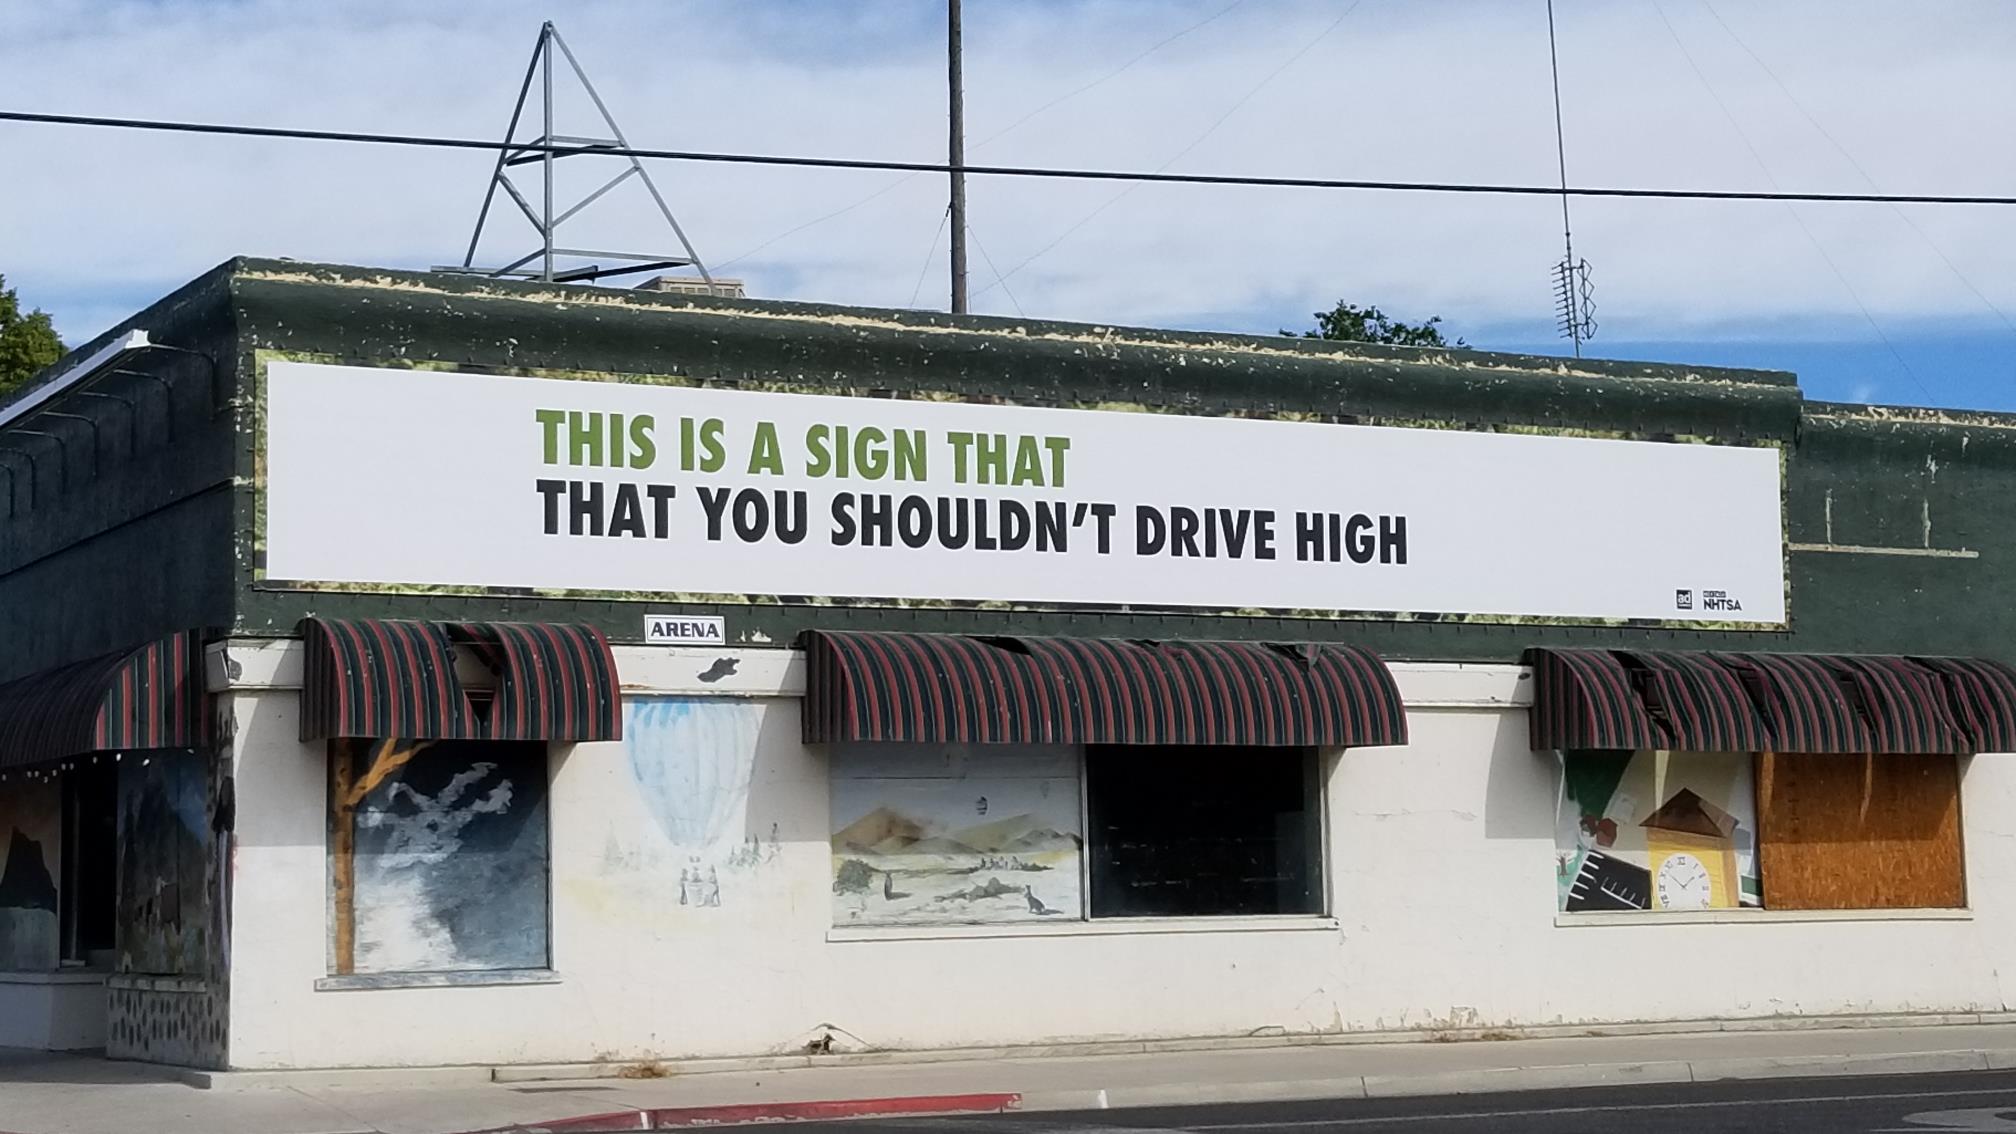 THIS IS A SIGN THAT
THAT YOU SHOULDN'T DRIVE HIGH
ad
NHTSA
ARENA